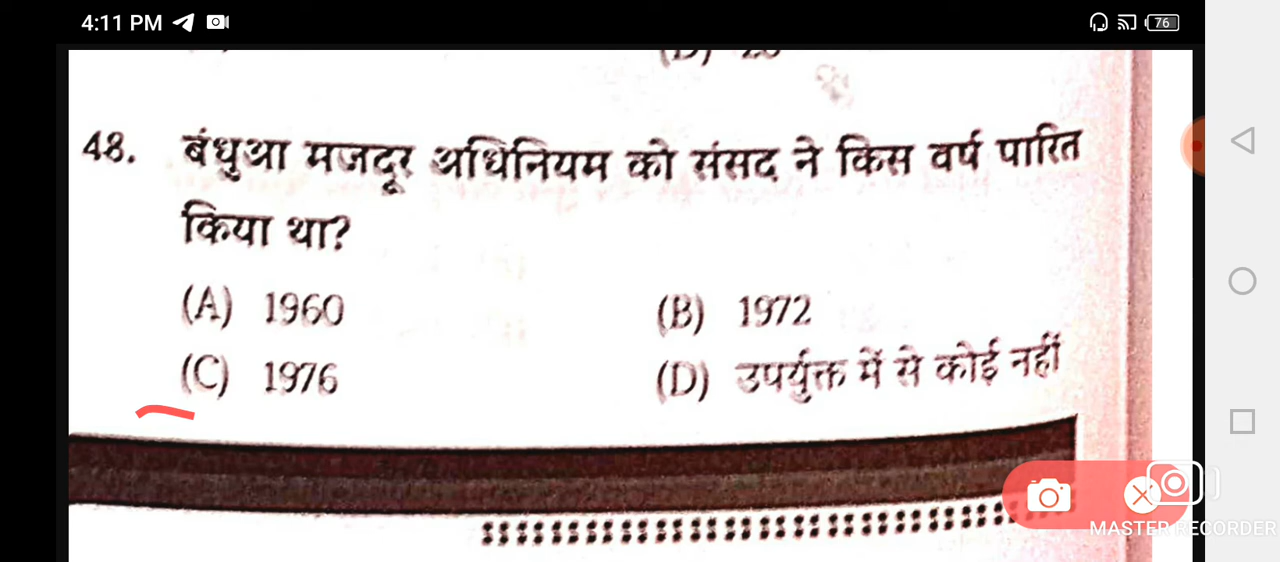 4:11 PM
76
48. बंधुआ मजदूर अधिनियम को संसद ने किस वर्ष पारित
किया था?
(A) 1960 (B) 1972
(C) 1976 (D) उपर्युक्त में से कोई नहीं
MASTER RECORDER